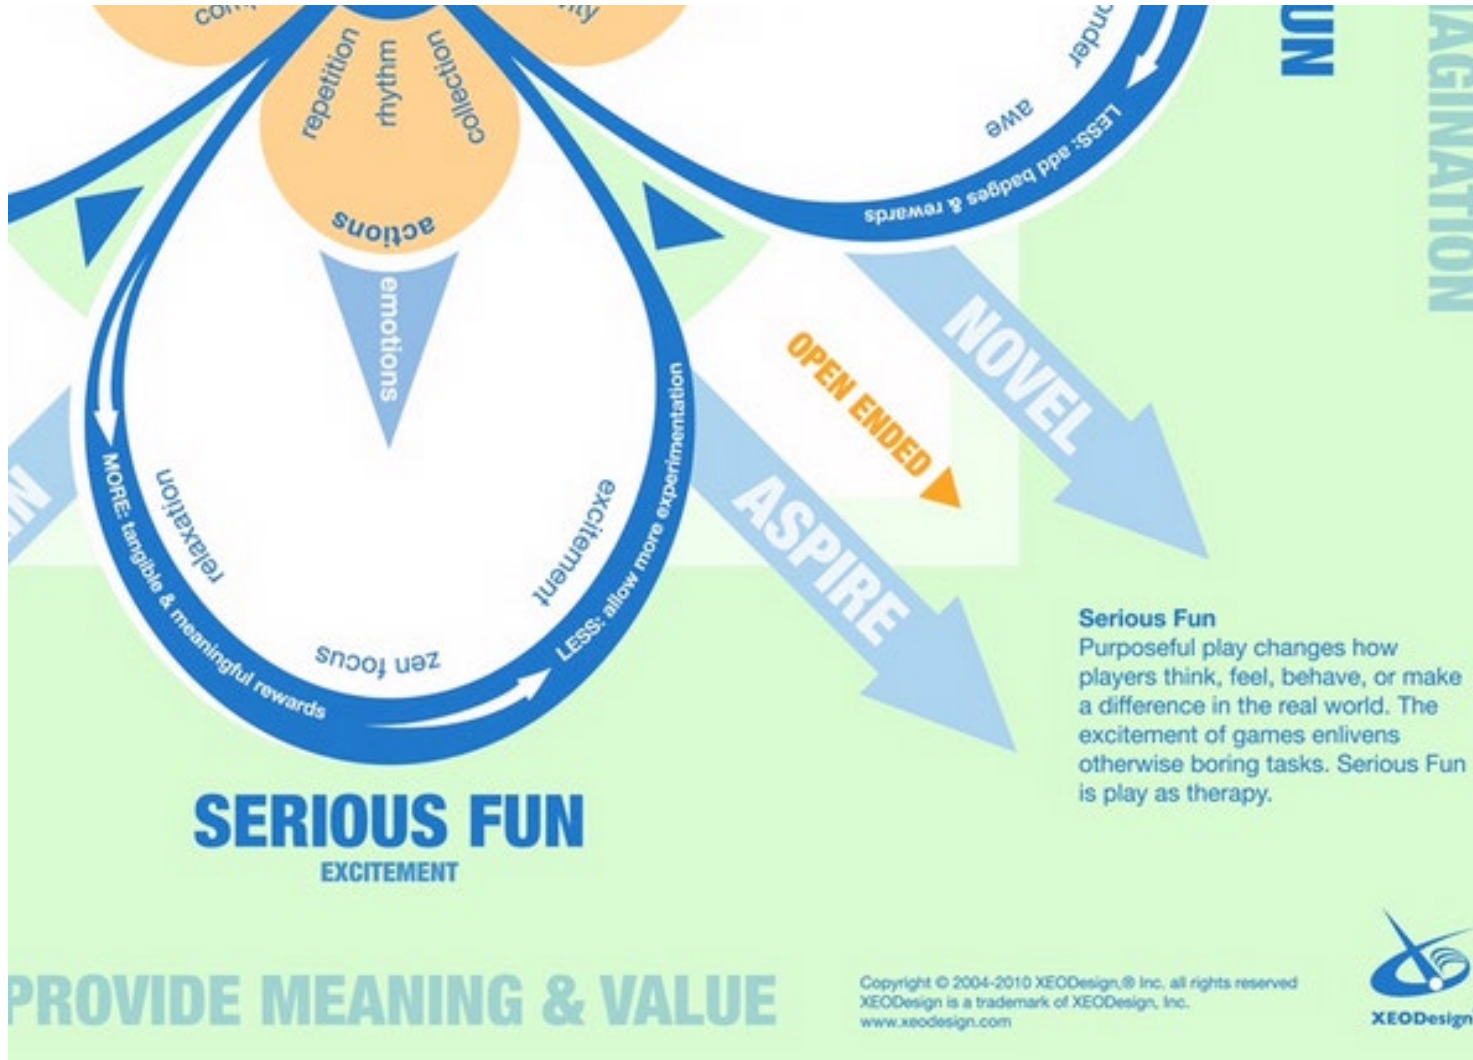 repetition
rhythm
collection
actions
emotions
awe
LESS: add badges & rewards
UN
AGINATION
NOVEL
OPEN ENDED
ASPIRE
MORE: tangible & meaningful rewards
LESS: allow more experimentation
relaxation
excitement
zen focus
SERIOUS FUN
EXCITEMENT
Serious Fun
Purposeful play changes how
players think, feel, behave, or make
a difference in the real world. The
excitement of games enlivens
otherwise boring tasks. Serious Fun
is play as therapy.
PROVIDE MEANING & VALUE
Copyright © 2004-2010 XEODesign,® Inc, all rights reserved
XEODesign is a trademark of XEODesign, Inc.
www.xeodesign.com
XEODesign